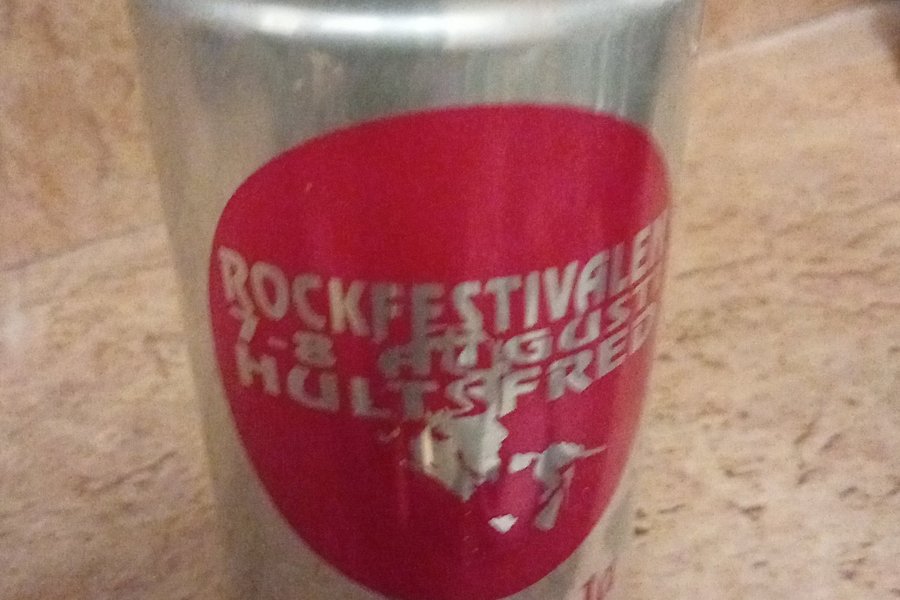 ROCKFESTIVALEN
7-8 AUGUSTI
HULTSFRED